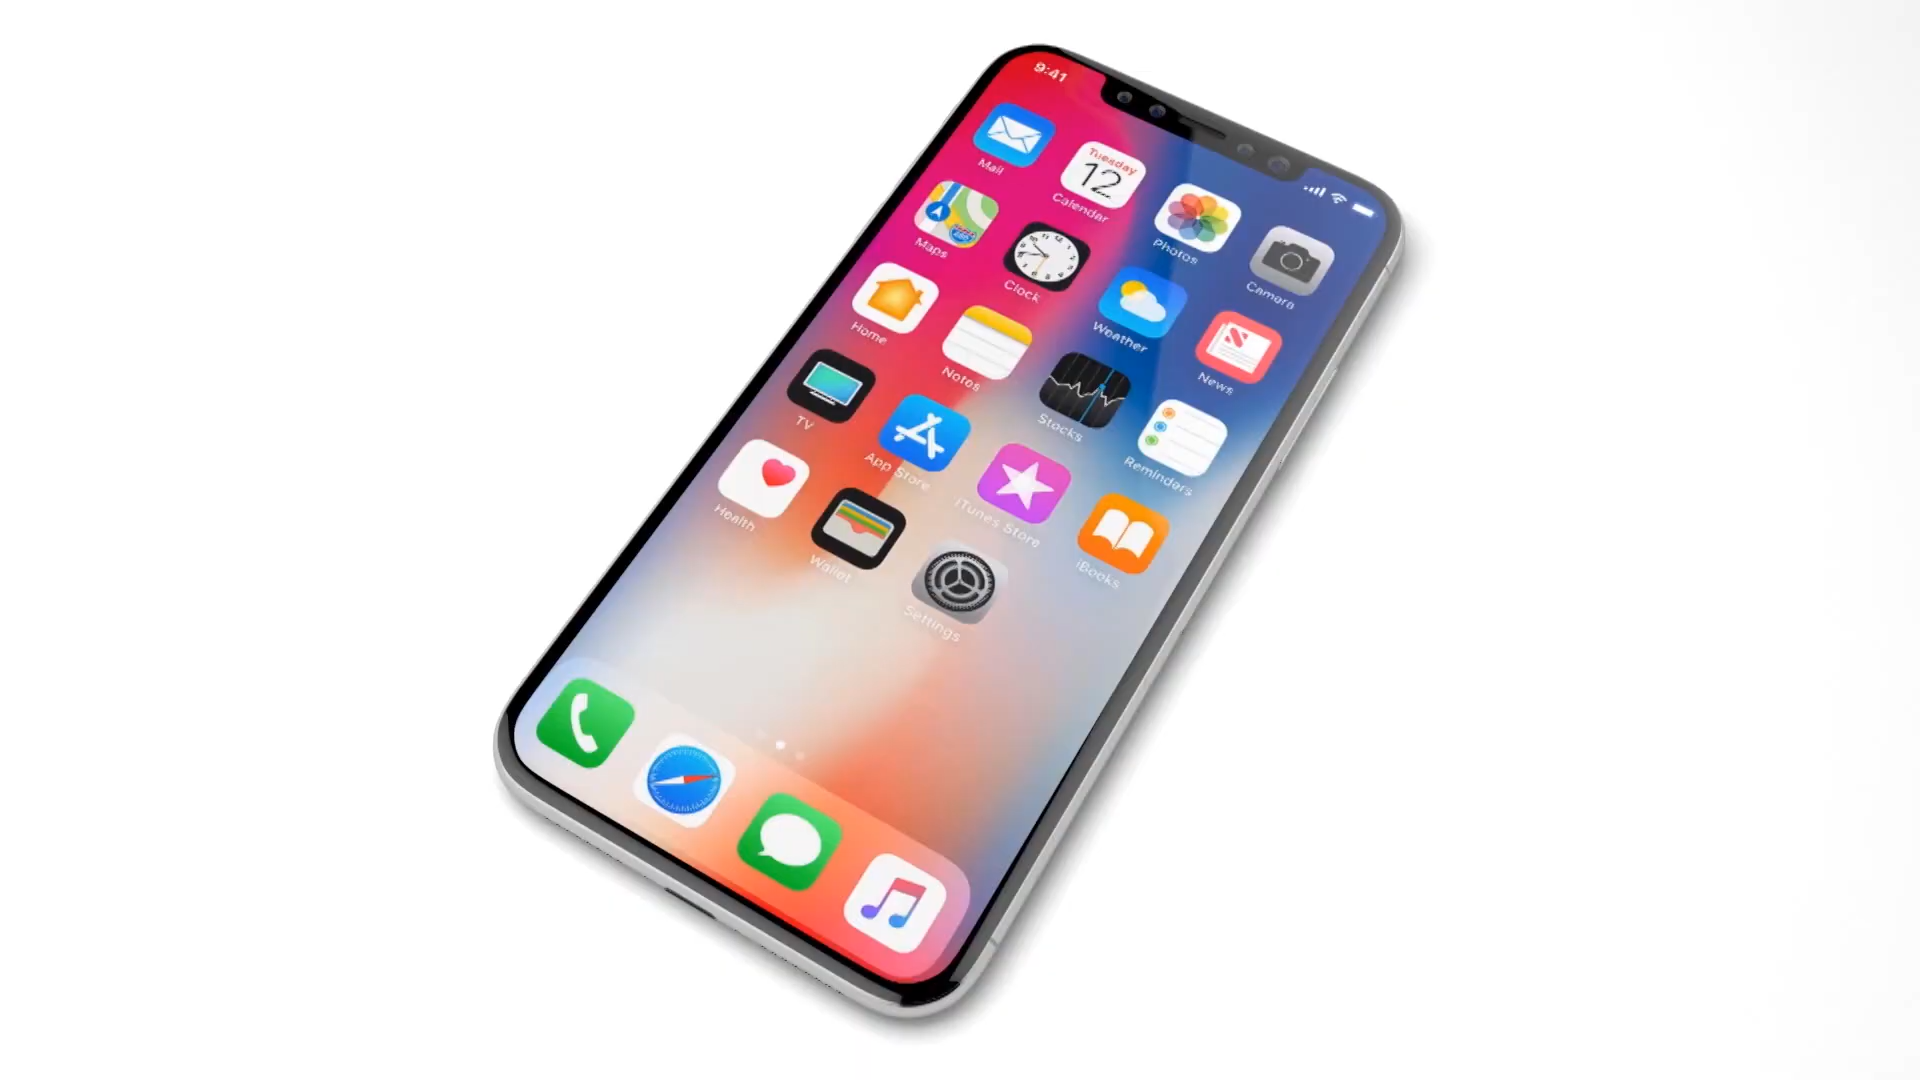 9:41
Mail
Tuesday
12
Calendar
Photos
Camera
Maps
Clock
Weather
News
Home
Notes
Stocks
Reminders
TV
App Store
iTunes Store
iBooks
Health
Wallet
Settings